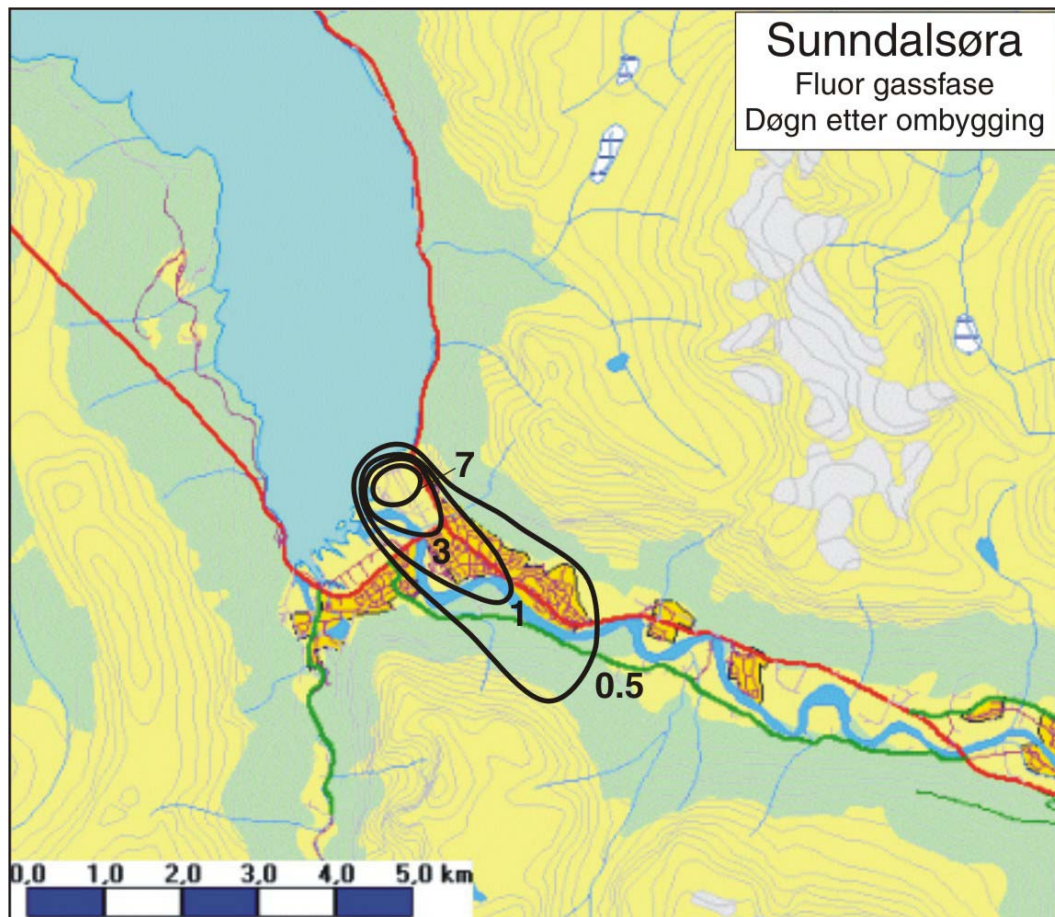 Sunndalsøra
Fluor gassfase
Døgn etter ombygging
7
3
1
0.5
0,0 1,0 2,0 3,0 4,0 5,0 km